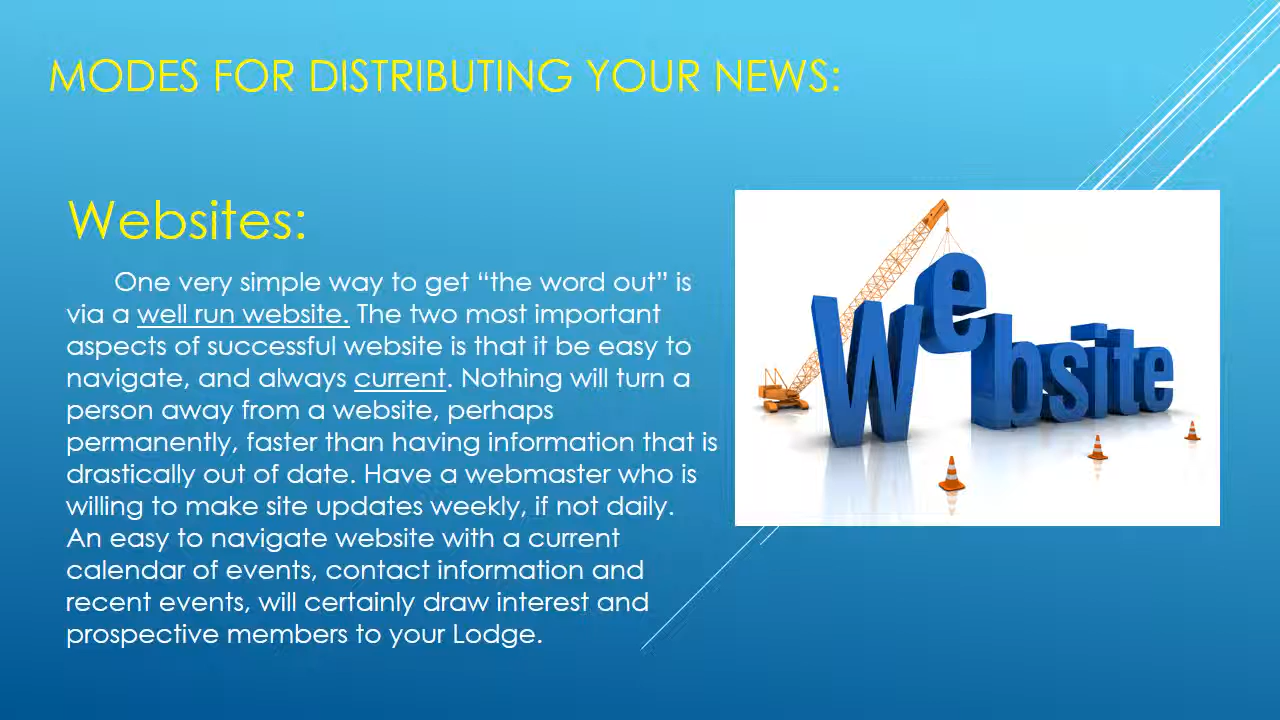 MODES FOR DISTRIBUTING YOUR NEWS:
Websites:
One very simple way to get “the word out” is
via a well run website. The two most important
aspects of successful website is that it be easy to
navigate, and always current. Nothing will turn a
person away from a website, perhaps
permanently, faster than having information that is
drastically out of date. Have a webmaster who is
willing to make site updates weekly, if not daily.
An easy to navigate website with a current
calendar of events, contact information and
recent events, will certainly draw interest and
prospective members to your Lodge.
Website